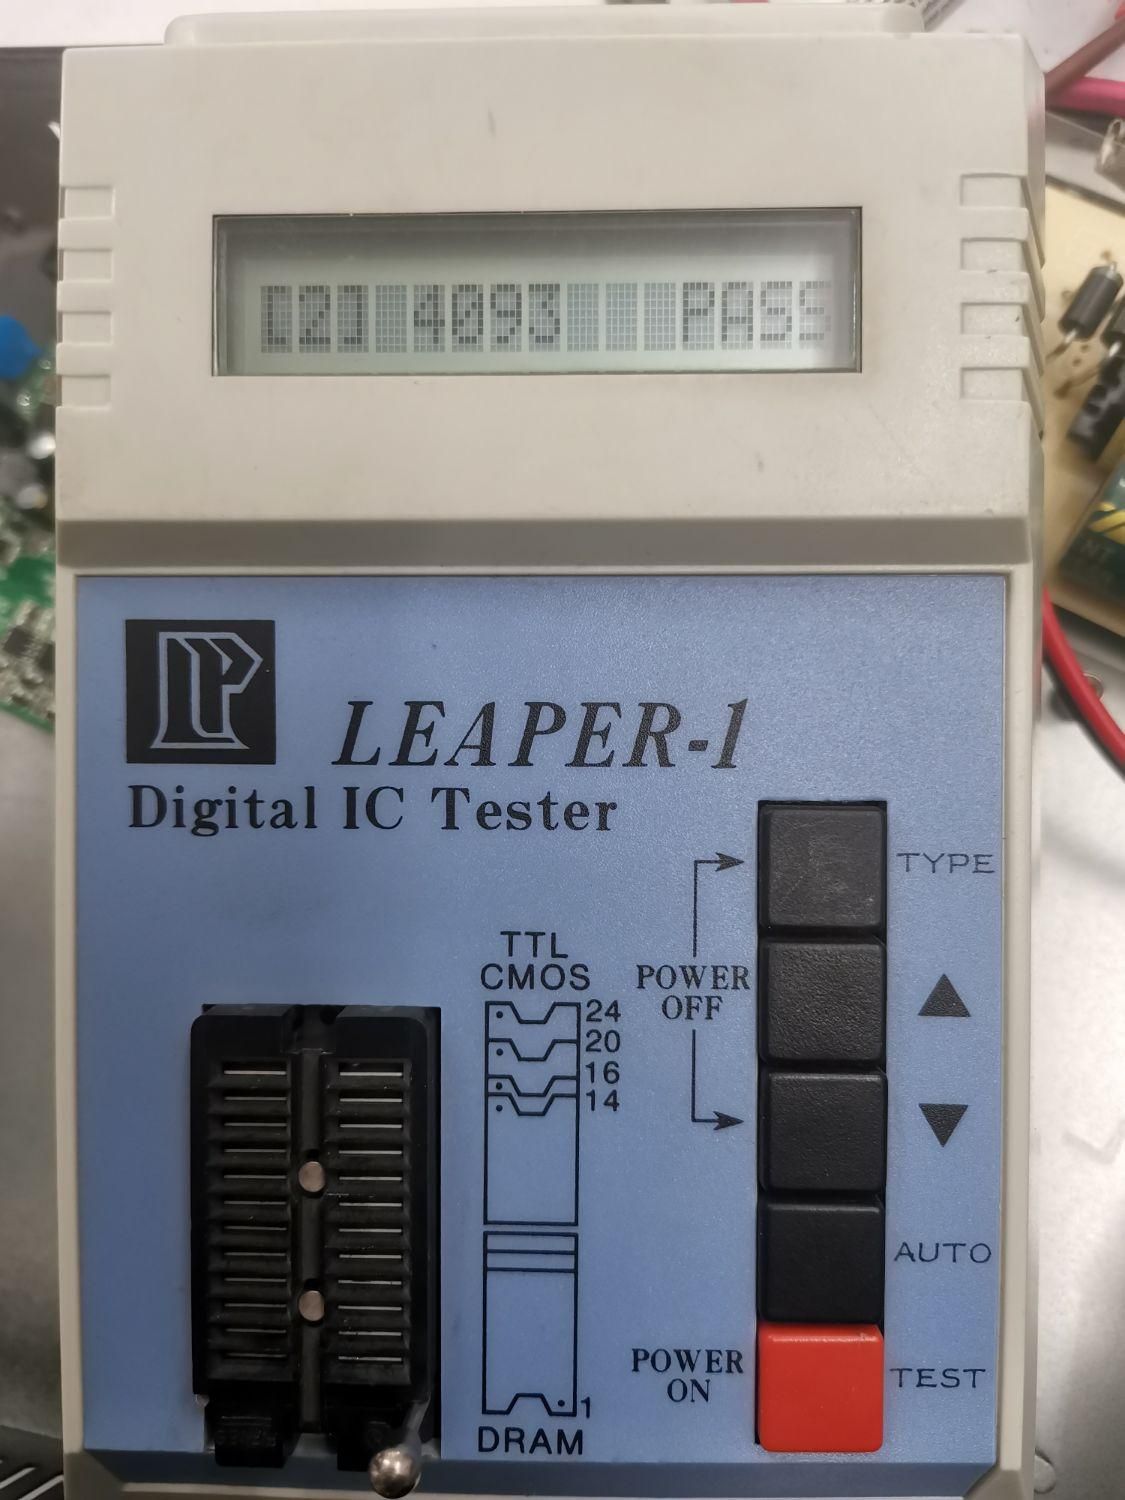 [2] 4093 PASS
LP
LEAPER-1
Digital IC Tester
TYPE
TTL
CMOS
POWER
OFF
24
20
16
14
AUTO
POWER
ON
TEST
1
DRAM